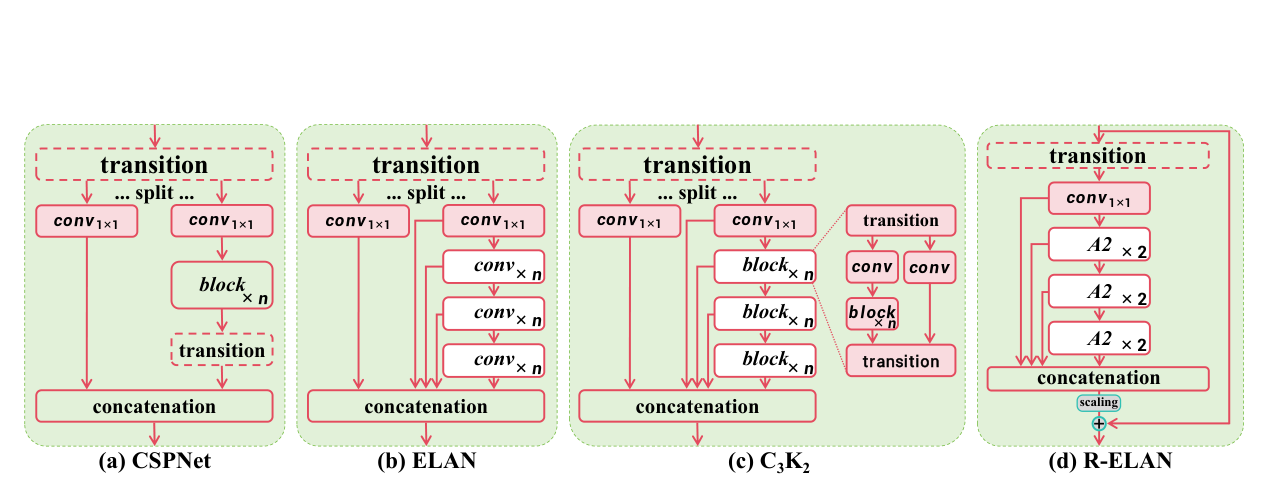 transition
... split ...
conv1×1
conv1×1
block× n
transition
concatenation
(a) CSPNet
transition
... split ...
conv1×1
conv1×1
conv× n
conv× n
conv× n
concatenation
(b) ELAN
transition
... split ...
conv1×1
conv1×1
block× n
block× n
block× n
concatenation
transition
conv
conv
block× n
transition
(c) C3K2
transition
conv1×1
A2 × 2
A2 × 2
A2 × 2
concatenation
scaling
+
(d) R-ELAN